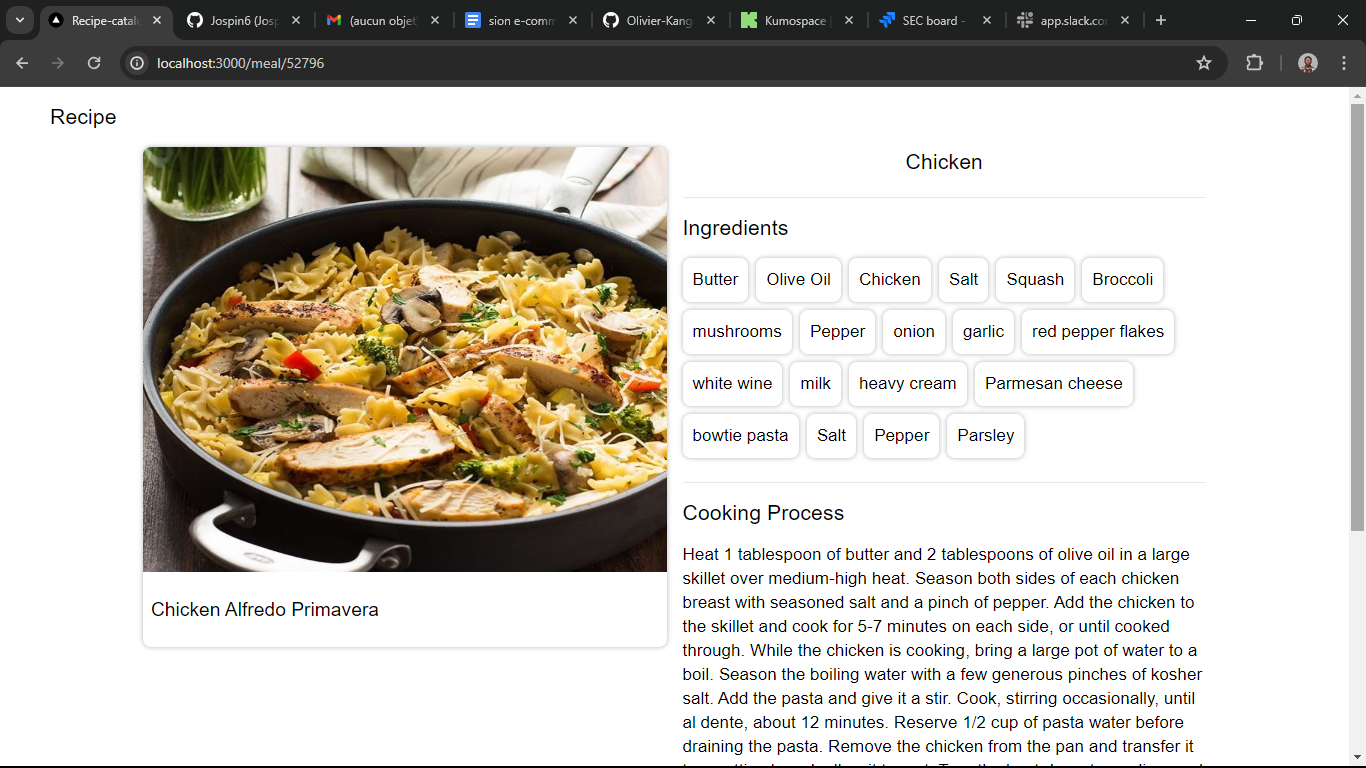 Recipe-catalo
Jospin6 (Josp
(aucun objet
sion e-comm
Olivier-Kang
Kumospace
SEC board -
app.slack.co
localhost:3000/meal/52796
Recipe
Chicken
Ingredients
Butter
Olive Oil
Chicken
Salt
Squash
Broccoli
mushrooms
Pepper
onion
garlic
red pepper flakes
white wine
milk
heavy cream
Parmesan cheese
bowtie pasta
Salt
Pepper
Parsley
Chicken Alfredo Primavera
Cooking Process
Heat 1 tablespoon of butter and 2 tablespoons of olive oil in a large
skillet over medium-high heat. Season both sides of each chicken
breast with seasoned salt and a pinch of pepper. Add the chicken to
the skillet and cook for 5-7 minutes on each side, or until cooked
through. While the chicken is cooking, bring a large pot of water to a
boil. Season the boiling water with a few generous pinches of kosher
salt. Add the pasta and give it a stir. Cook, stirring occasionally, until
al dente, about 12 minutes. Reserve 1/2 cup of pasta water before
draining the pasta. Remove the chicken from the pan and transfer it